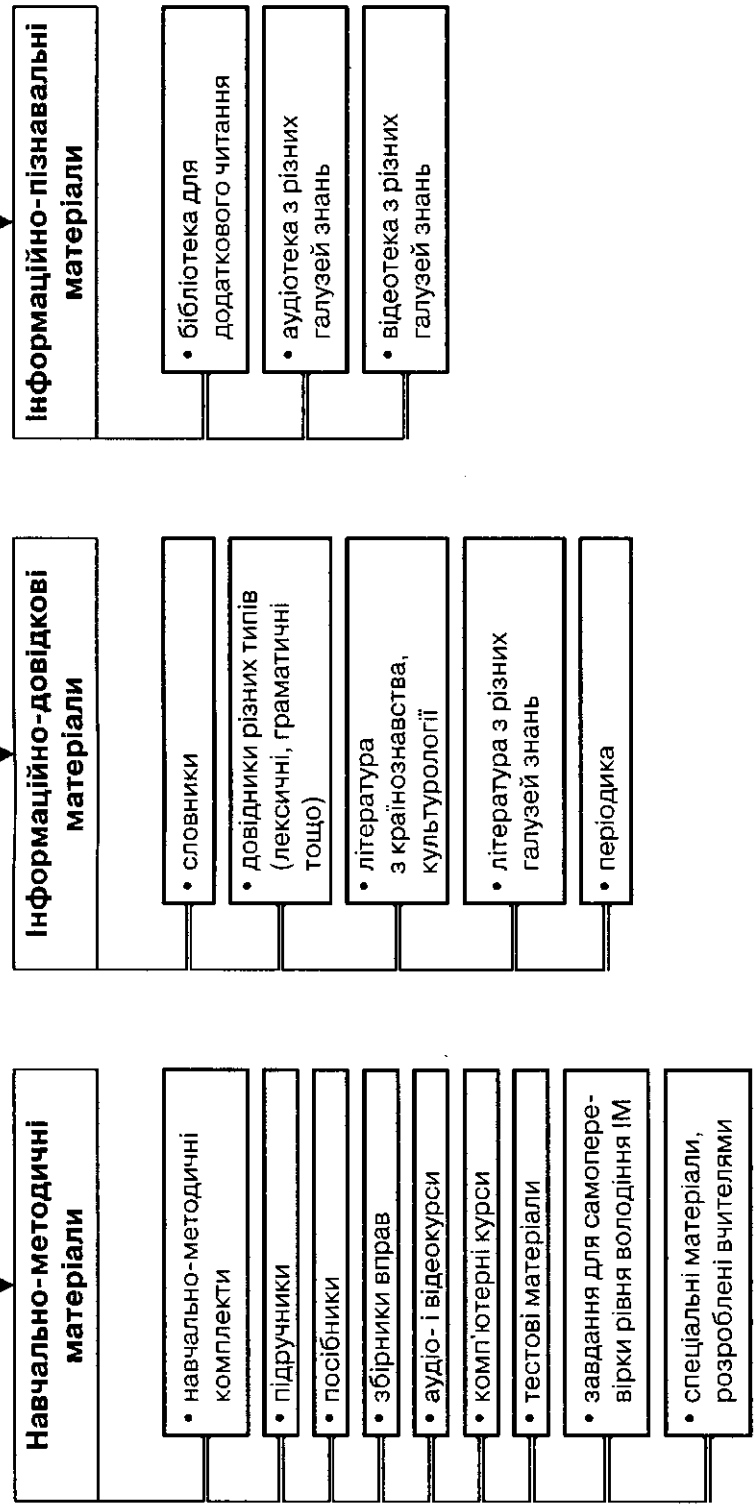 Навчально-методичні
матеріали
• навчально-методичні
комплекти
• підручники
• посібники
• збірники вправ
• аудіо- і відеокурси
• комп'ютерні курси
• тестові матеріали
• завдання для самопере-
вірки рівня володіння ІМ
• спеціальні матеріали,
розроблені вчителями
Інформаційно-довідкові
матеріали
• словники
• довідники різних типів
(лексичні, граматичні
тощо)
• література
з країнознавства,
культурології
• література з різних
галузей знань
• періодика
Інформаційно-пізнавальні
матеріали
• бібліотека для
додаткового читання
• аудіотека з різних
галузей знань
• відеотека з різних
галузей знань